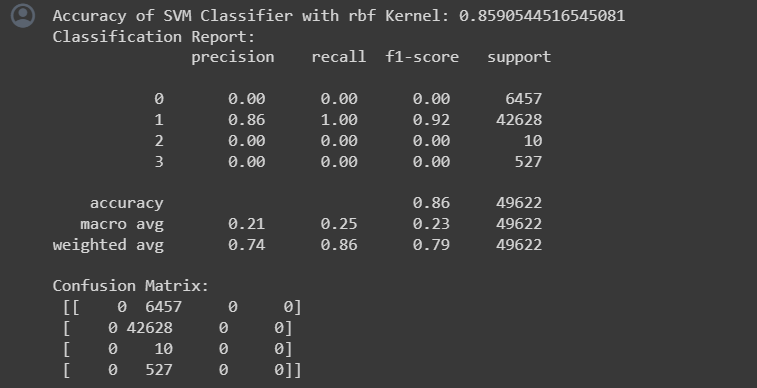 Accuracy of SVM Classifier with rbf Kernel: 0.8590544516545081
Classification Report:
precision recall f1-score support
0 0.00 0.00 0.00 6457
1 0.86 1.00 0.92 42628
2 0.00 0.00 0.00 10
3 0.00 0.00 0.00 527
accuracy 0.86 49622
macro avg 0.21 0.25 0.23 49622
weighted avg 0.74 0.86 0.79 49622
Confusion Matrix:
[[ 0 6457 0 0]
[ 0 42628 0 0]
[ 0 10 0 0]
[ 0 527 0 0]]